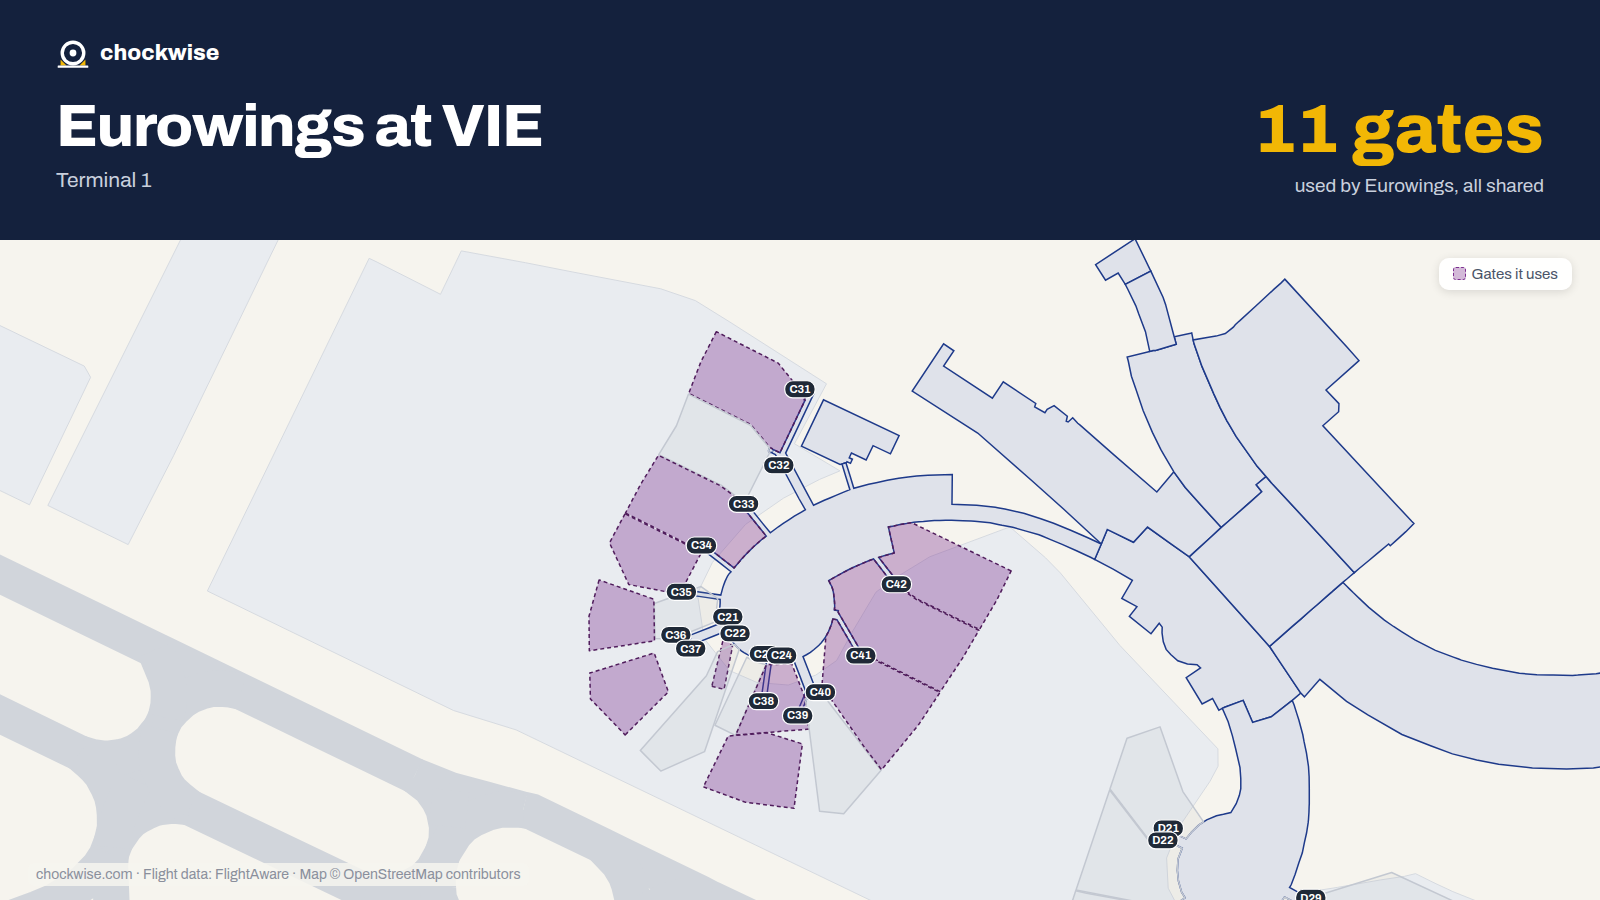 chockwise
Eurowings at VIE
Terminal 1
11 gates
used by Eurowings, all shared
Gates it uses
C31
C32
C33
C34
C35
C42
C21
C22
C36
C37
C24
C41
C38
C40
C39
D21
D22
D29
chockwise.com · Flight data: FlightAware · Map © OpenStreetMap contributors